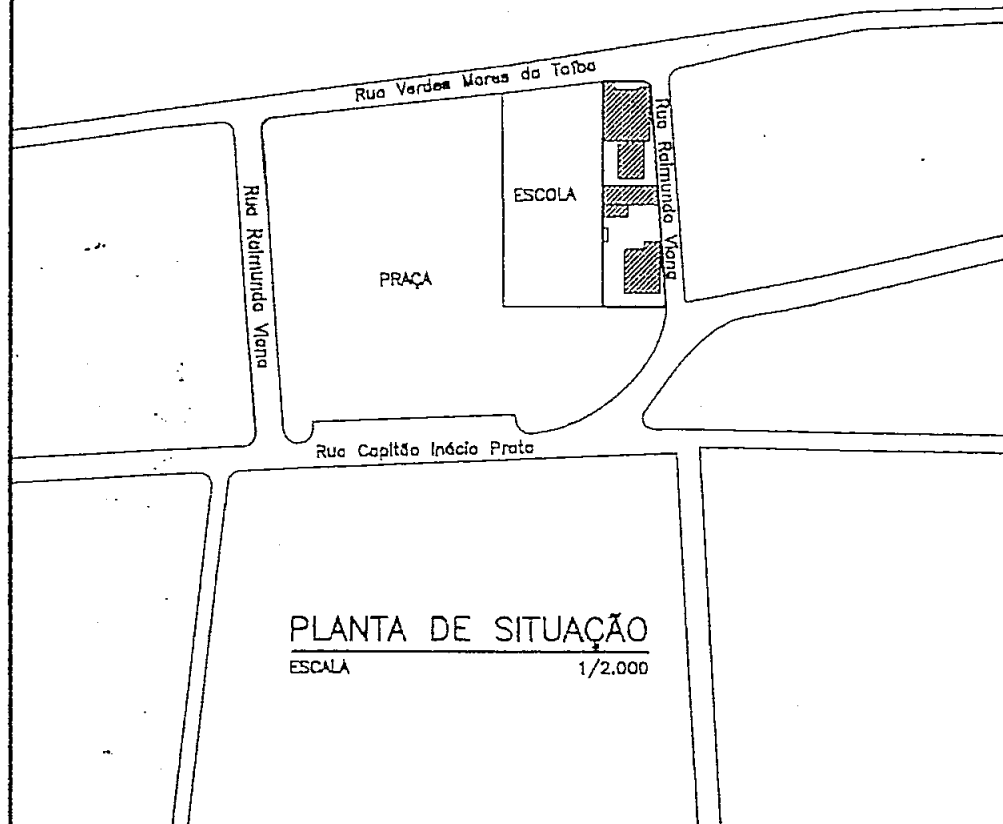 Rua Verdes Mares da Taíba
Rua Raimundo Viana
ESCOLA
Rua Raimundo Viana
PRAÇA
Rua Capitão Inácio Prata
PLANTA DE SITUAÇÃO
ESCALA 1/2.000